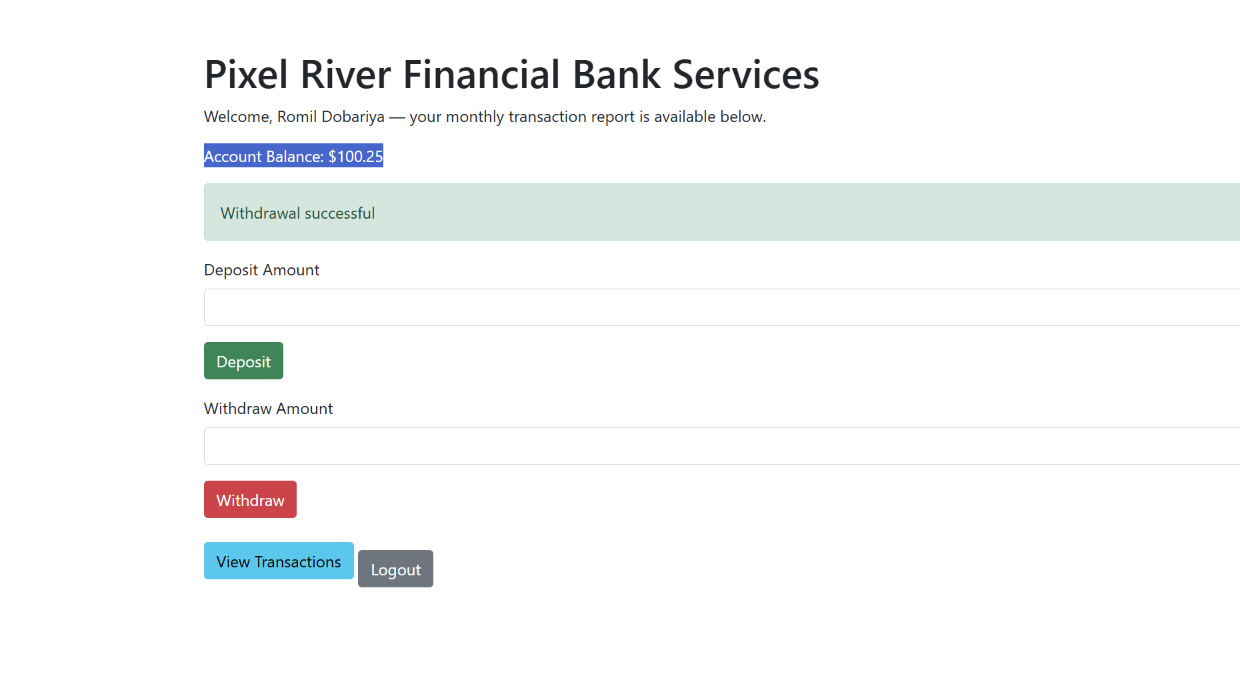 Pixel River Financial Bank Services
Welcome, Romil Dobariya — your monthly transaction report is available below.
Account Balance: $100.25
Withdrawal successful
Deposit Amount
Deposit
Withdraw Amount
Withdraw
View Transactions
Logout